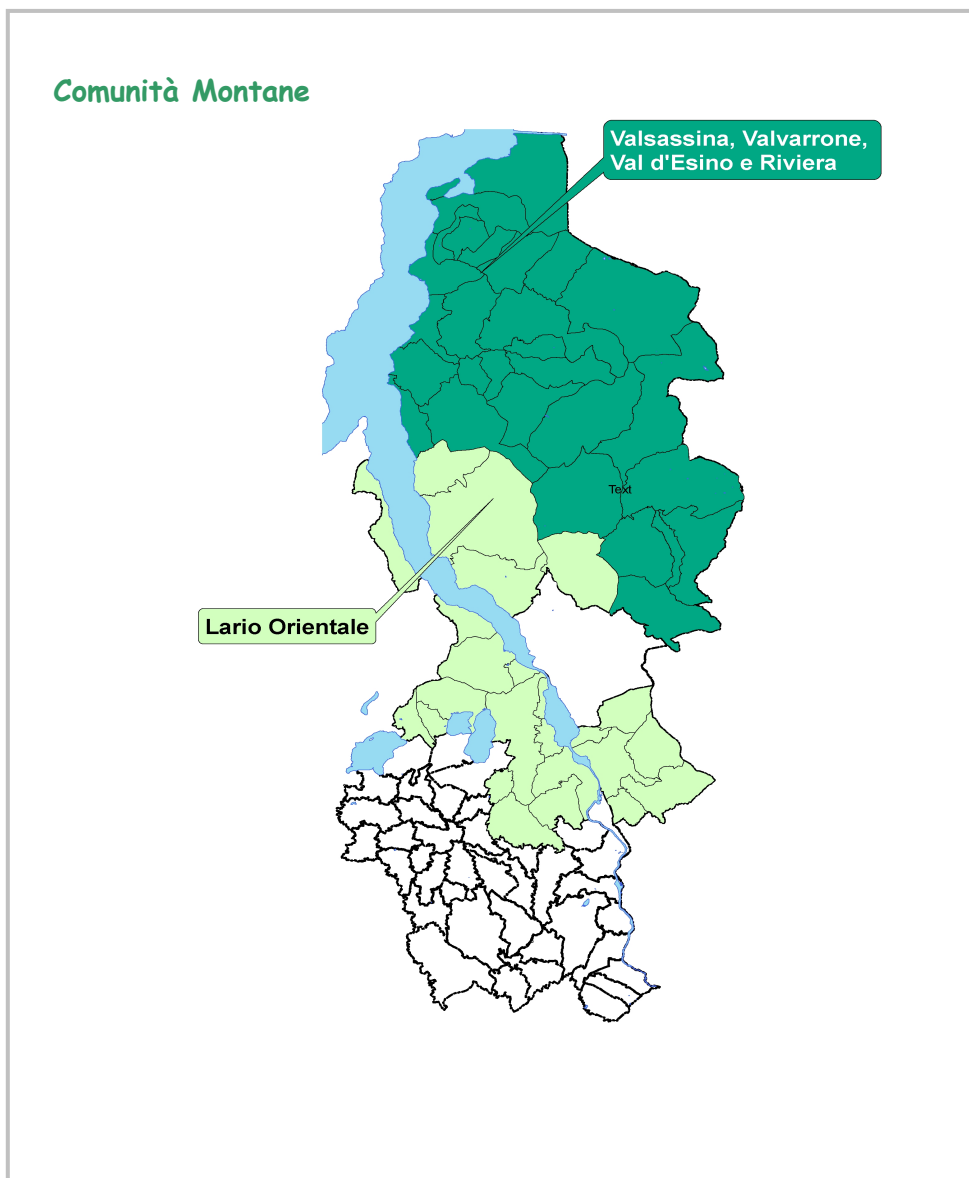 Comunità Montane
Valsassina, Valvarrone,
Val d'Esino e Riviera
Text
Lario Orientale